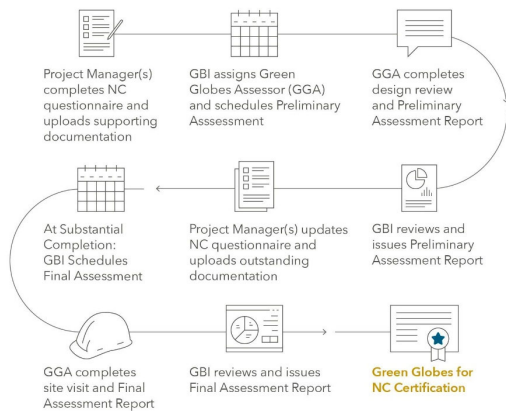 Project Manager(s)
completes NC
questionnaire and
uploads supporting
documentation
GBI assigns Green
Globes Assessor (GGA)
and schedules Preliminary
Asssessment
GGA completes
design review
and Preliminary
Assessment Report
GBI reviews and
issues Preliminary
Assessment Report
Project Manager(s) updates
NC questionnaire and
uploads outstanding
documentation
At Substantial
Completion:
GBI Schedules
Final Assessment
GGA completes
site visit and Final
Assessment Report
GBI reviews and issues
Final Assessment Report
Green Globes for
NC Certification